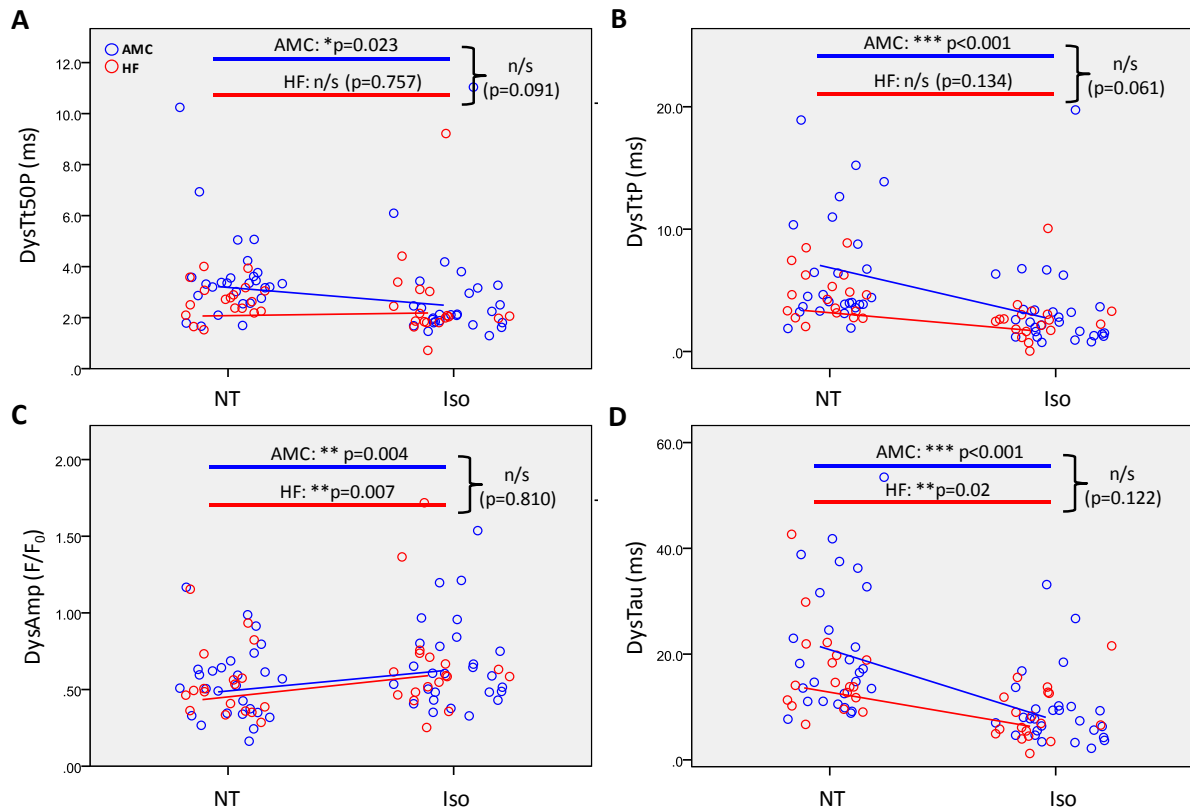 A
AMC
HF
AMC: *p=0.023
HF: n/s (p=0.757)
n/s
(p=0.091)
12.0
10.0
8.0
6.0
4.0
2.0
.0
DysTt50P (ms)
NT
Iso
B
AMC: *** p<0.001
HF: n/s (p=0.134)
n/s
(p=0.061)
20.0
10.0
.0
DysTtP (ms)
NT
Iso
C
AMC: ** p=0.004
HF: **p=0.007
n/s
(p=0.810)
2.00
1.50
1.00
.50
.00
DysAmp (F/F₀)
NT
Iso
D
AMC: *** p<0.001
HF: **p=0.02
n/s
(p=0.122)
60.0
40.0
20.0
.0
DysTau (ms)
NT
Iso